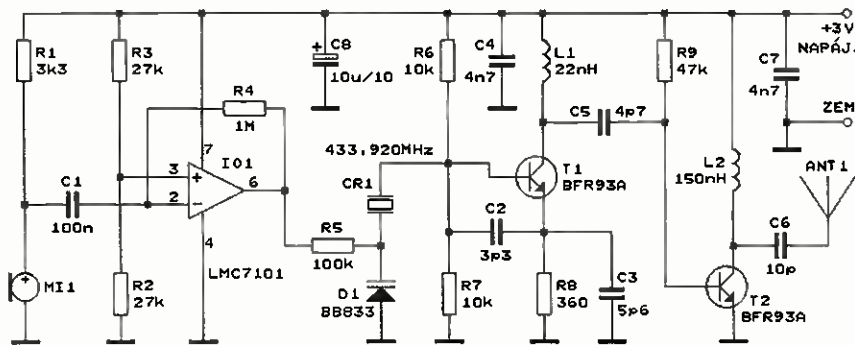 R1
3k3
R3
27k
R4
1M
C8
10u/10
R6
10k
C4
4n7
L1
22nH
R9
47k
+3V
NAPÁJ.
C7
4n7
ZEM
C5
4p7
433,920MHz
7
IO1
3
+
2
-
6
4
LMC7101
C1
100n
CR1
T1
BFR93A
L2
150nH
ANT1
C2
3p3
C6
10p
R5
100k
MI1
R2
27k
D1
BB833
R7
10k
R8
360
C3
5p6
T2
BFR93A